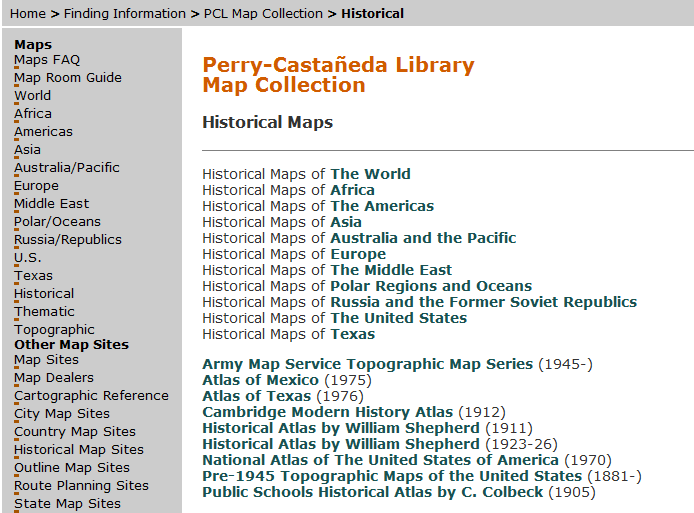 Home > Finding Information > PCL Map Collection > Historical
Maps
Maps FAQ
Map Room Guide
World
Africa
Americas
Asia
Australia/Pacific
Europe
Middle East
Polar/Oceans
Russia/Republics
U.S.
Texas
Historical
Thematic
Topographic
Other Map Sites
Map Sites
Map Dealers
Cartographic Reference
City Map Sites
Country Map Sites
Historical Map Sites
Outline Map Sites
Route Planning Sites
State Map Sites
Perry-Castañeda Library
Map Collection
Historical Maps
Historical Maps of The World
Historical Maps of Africa
Historical Maps of The Americas
Historical Maps of Asia
Historical Maps of Australia and the Pacific
Historical Maps of Europe
Historical Maps of The Middle East
Historical Maps of Polar Regions and Oceans
Historical Maps of Russia and the Former Soviet Republics
Historical Maps of The United States
Historical Maps of Texas
Army Map Service Topographic Map Series (1945-)
Atlas of Mexico (1975)
Atlas of Texas (1976)
Cambridge Modern History Atlas (1912)
Historical Atlas by William Shepherd (1911)
Historical Atlas by William Shepherd (1923-26)
National Atlas of The United States of America (1970)
Pre-1945 Topographic Maps of the United States (1881-)
Public Schools Historical Atlas by C. Colbeck (1905)